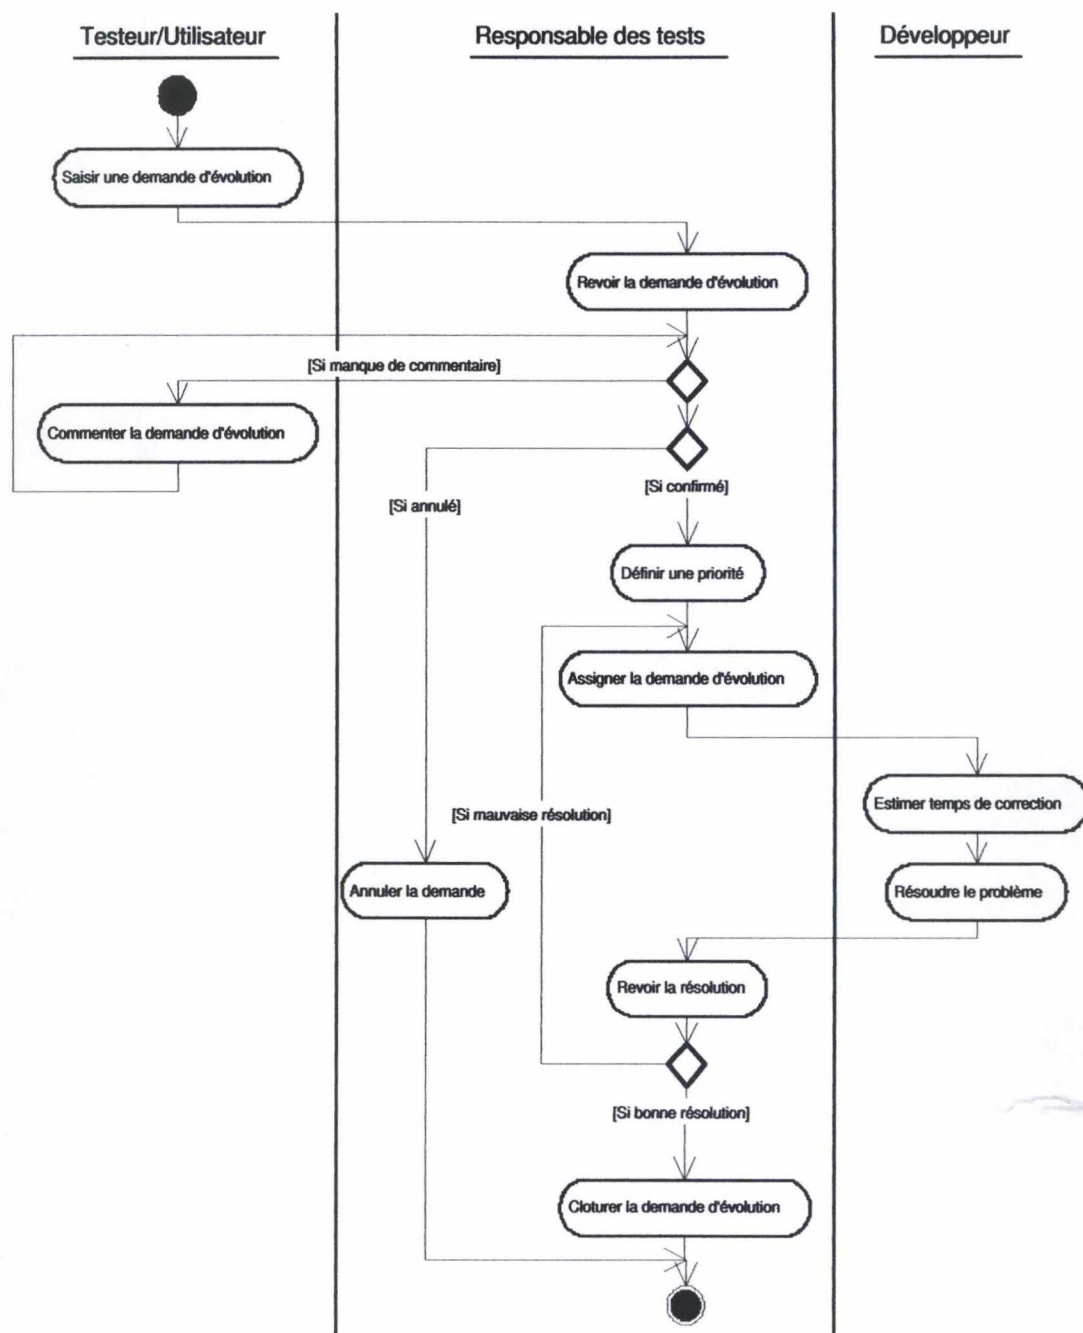 Testeur/Utilisateur
Responsable des tests
Développeur
Saisir une demande d'évolution
Revoir la demande d'évolution
[Si manque de commentaire]
Commenter la demande d'évolution
[Si confirmé]
[Si annulé]
Définir une priorité
Assigner la demande d'évolution
Estimer temps de correction
[Si mauvaise résolution]
Annuler la demande
Résoudre le problème
Revoir la résolution
[Si bonne résolution]
Cloturer la demande d'évolution